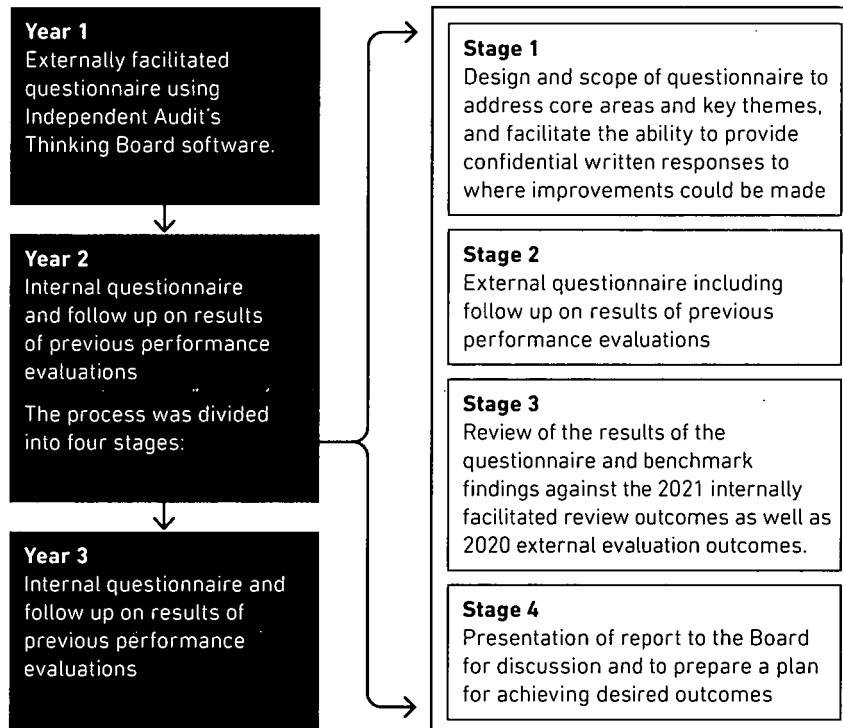 Year 1
Externally facilitated
questionnaire using
Independent Audit's
Thinking Board software.
Year 2
Internal questionnaire
and follow up on results
of previous performance
evaluations
The process was divided
into four stages:
Year 3
Internal questionnaire and
follow up on results of
previous performance
evaluations
Stage 1
Design and scope of questionnaire to
address core areas and key themes,
and facilitate the ability to provide
confidential written responses to
where improvements could be made
Stage 2
External questionnaire including
follow up on results of previous
performance evaluations
Stage 3
Review of the results of the
questionnaire and benchmark
findings against the 2021 internally
facilitated review outcomes as well as
2020 external evaluation outcomes.
Stage 4
Presentation of report to the Board
for discussion and to prepare a plan
for achieving desired outcomes